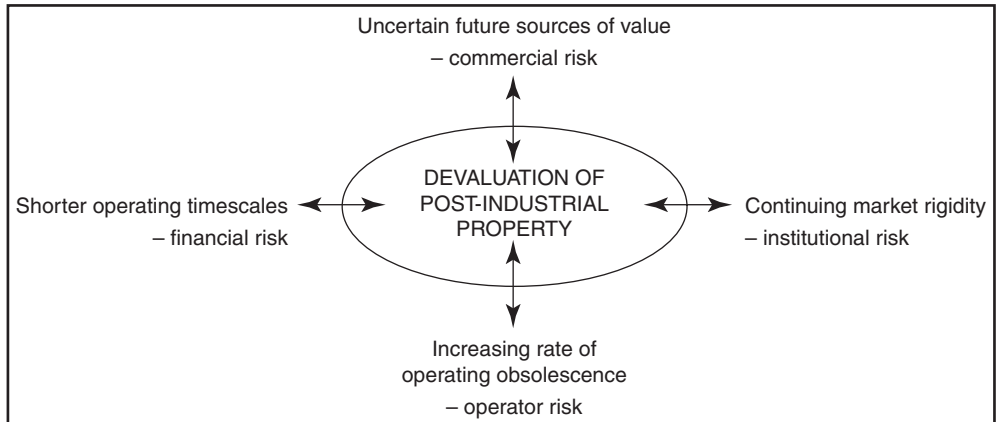 Uncertain future sources of value
– commercial risk
DEVALUATION OF
POST-INDUSTRIAL
PROPERTY
Shorter operating timescales
– financial risk
Continuing market rigidity
– institutional risk
Increasing rate of
operating obsolescence
– operator risk